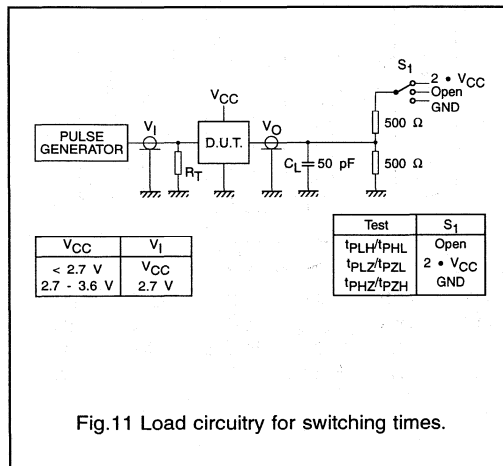 S1
2 • VCC
Open
GND
VCC
500 Ω
PULSE
GENERATOR
VI
D.U.T.
VO
RT
CL
50 pF
500 Ω
VCC VI
< 2.7 V VCC
2.7 - 3.6 V 2.7 V
Test S1
tPLH/tPHL Open
tPLZ/tPZL 2 • VCC
tPHZ/tPZH GND
Fig.11 Load circuitry for switching times.